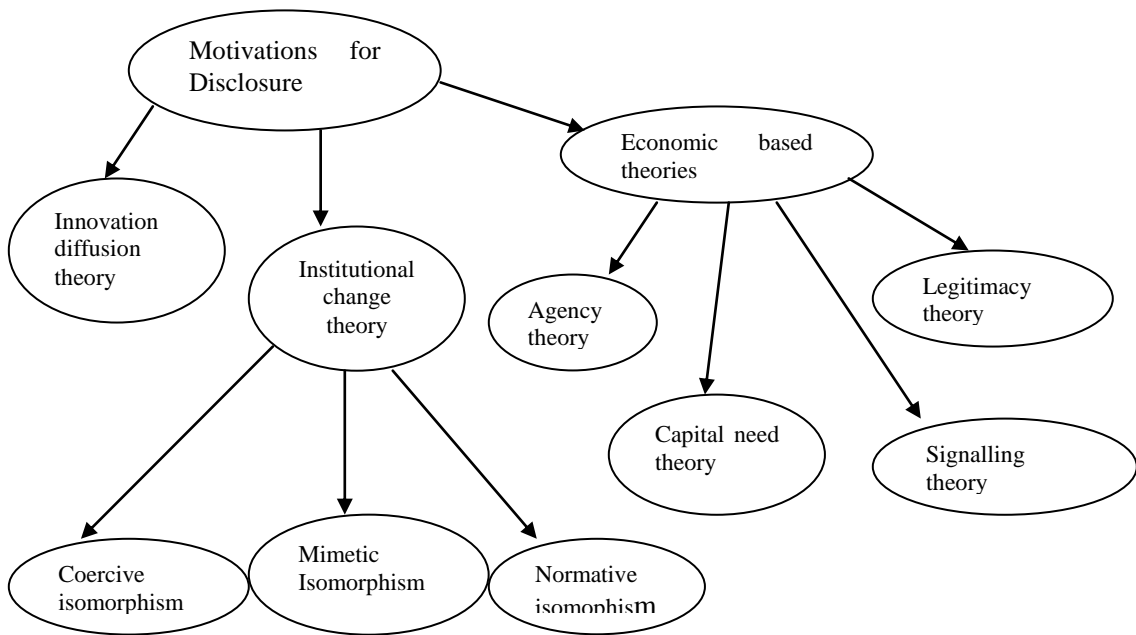 Motivations for
Disclosure
Economic based
theories
Innovation
diffusion
theory
Institutional
change
theory
Agency
theory
Legitimacy
theory
Capital need
theory
Signalling
theory
Coercive
isomorphism
Mimetic
Isomorphism
Normative
isomophism